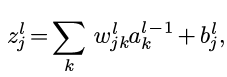 $z_j^l = \sum_k w_{jk}^l a_k^{l-1} + b_j^l,$